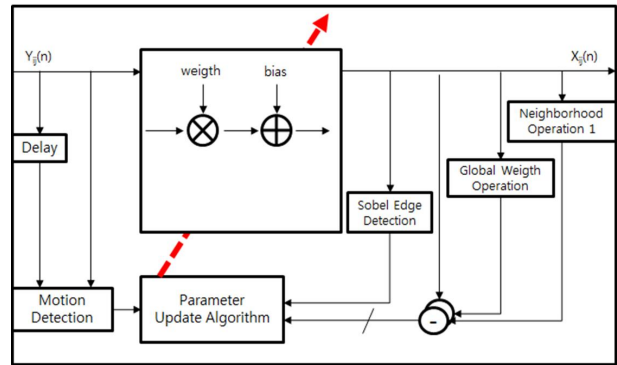 Yij(n)
Xij(n)
weigth
bias
Neighborhood
Operation 1
Delay
Global Weigth
Operation
Sobel Edge
Detection
Motion
Detection
Parameter
Update Algorithm
-